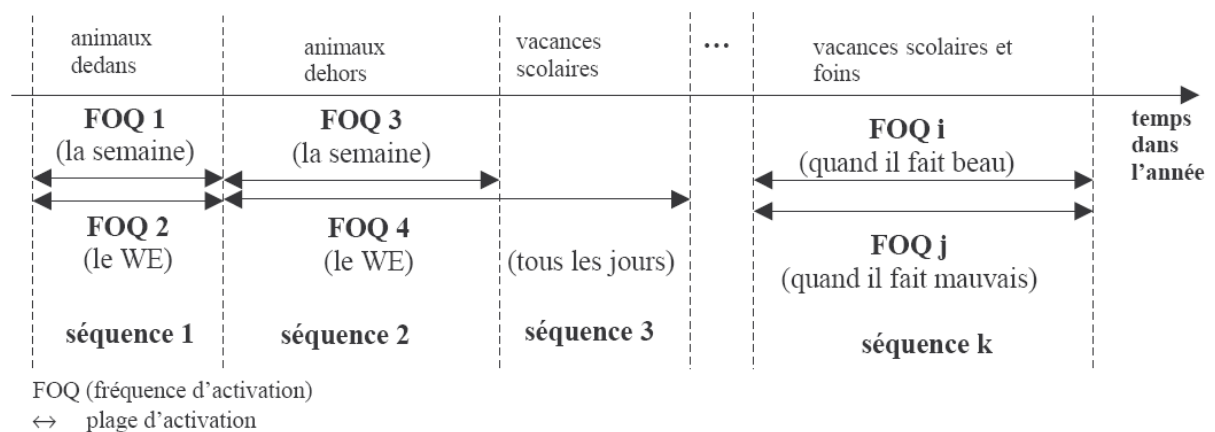 animaux
dedans
animaux
dehors
vacances
scolaires
...
vacances scolaires et
foins
temps
dans
l'année
FOQ 1
(la semaine)
FOQ 3
(la semaine)
FOQ i
(quand il fait beau)
FOQ 2
(le WE)
FOQ 4
(le WE)
(tous les jours)
FOQ j
(quand il fait mauvais)
séquence 1
séquence 2
séquence 3
séquence k
FOQ (fréquence d'activation)
↔ plage d'activation